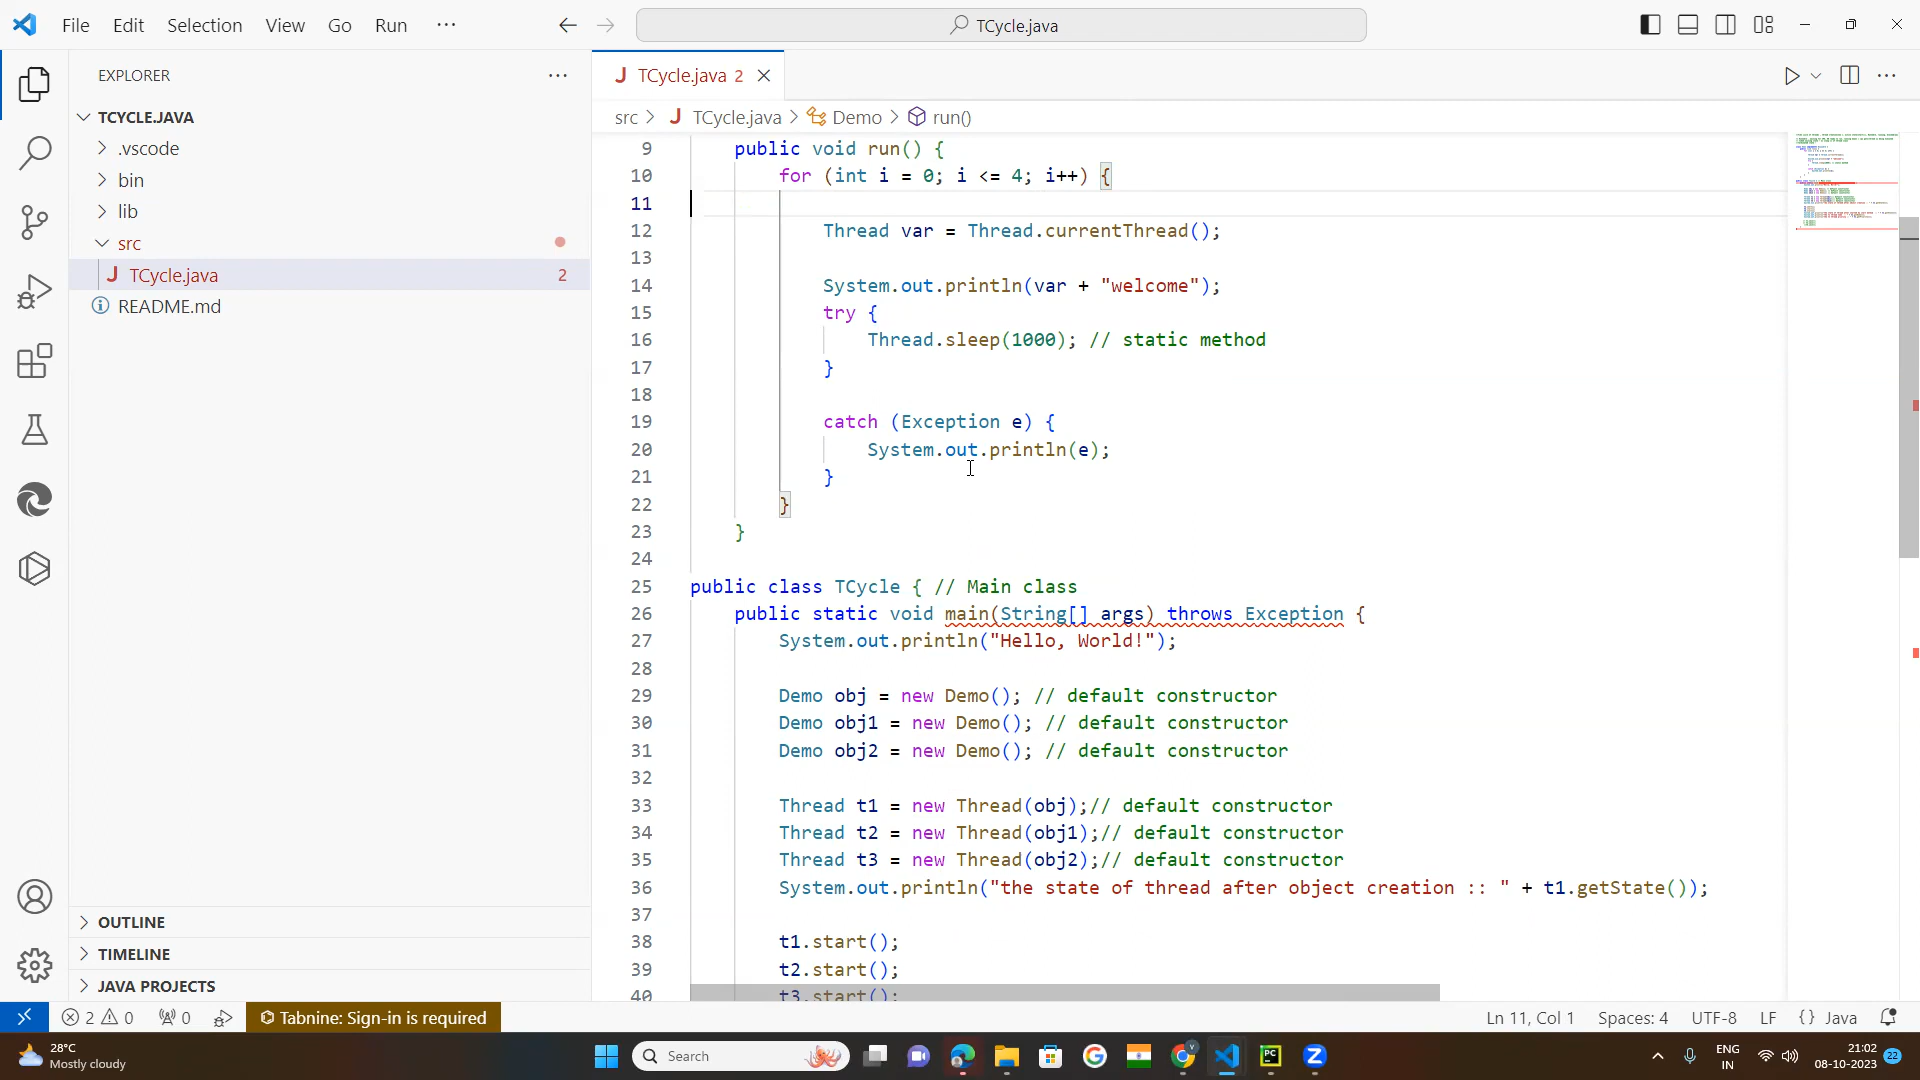 File Edit Selection View Go Run ···
TCycle.java
EXPLORER
TCYCLE.JAVA
.vscode
bin
lib
src
TCycle.java 2
README.md
OUTLINE
TIMELINE
JAVA PROJECTS
J TCycle.java 2
src > J TCycle.java > Demo > run()
9 public void run() {
10 for (int i = 0; i <= 4; i++) {
11
12 Thread var = Thread.currentThread();
13
14 System.out.println(var + "welcome");
15 try {
16 Thread.sleep(1000); // static method
17 }
18
19 catch (Exception e) {
20 System.out.println(e);
21 }
22 }
23 }
24
25 public class TCycle { // Main class
26 public static void main(String[] args) throws Exception {
27 System.out.println("Hello, World!");
28
29 Demo obj = new Demo(); // default constructor
30 Demo obj1 = new Demo(); // default constructor
31 Demo obj2 = new Demo(); // default constructor
32
33 Thread t1 = new Thread(obj);// default constructor
34 Thread t2 = new Thread(obj1);// default constructor
35 Thread t3 = new Thread(obj2);// default constructor
36 System.out.println("the state of thread after object creation :: " + t1.getState());
37
38 t1.start();
39 t2.start();
40 t3.start();
2 0 0 Tabnine: Sign-in is required Ln 11, Col 1 Spaces: 4 UTF-8 LF {} Java
28°C
Mostly cloudy
Search
ENG
IN
21:02
08-10-2023
22